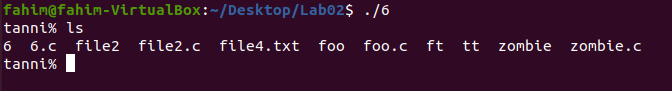 fahim@fahim-VirtualBox:~/Desktop/Lab02$ ./6
tanni% ls
6  6.c  file2  file2.c  file4.txt  foo  foo.c  ft  tt  zombie  zombie.c
tanni%